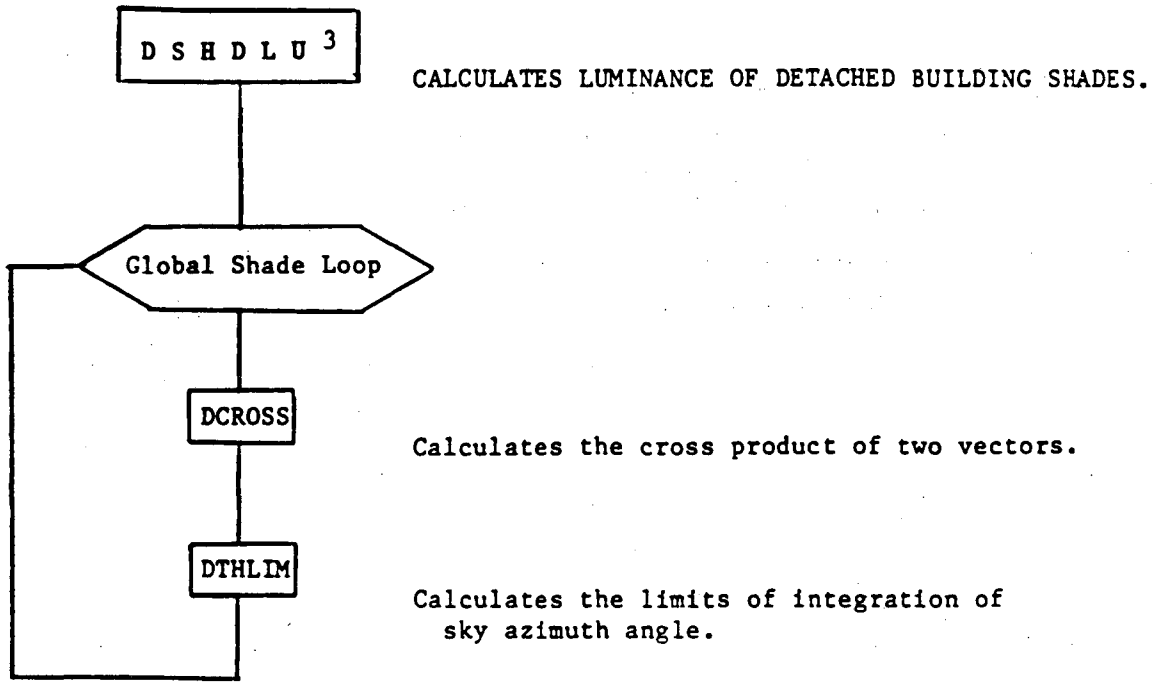 D S H D L U 3
CALCULATES LUMINANCE OF DETACHED BUILDING SHADES.
Global Shade Loop
DCROSS
Calculates the cross product of two vectors.
DTHLIM
Calculates the limits of integration of
sky azimuth angle.